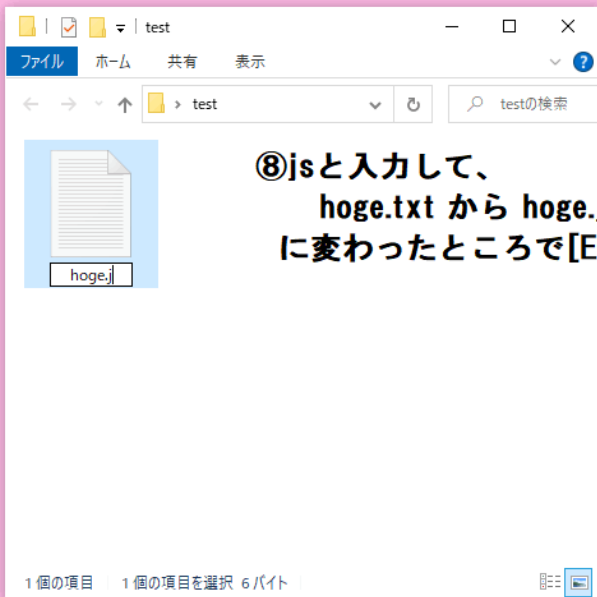 test
ファイル ホーム 共有 表示
test testの検索
⑧jsと入力して、
hoge.txt から hoge.
に変わったところで[E
hoge.j
1 個の項目 1 個の項目を選択 6 バイト